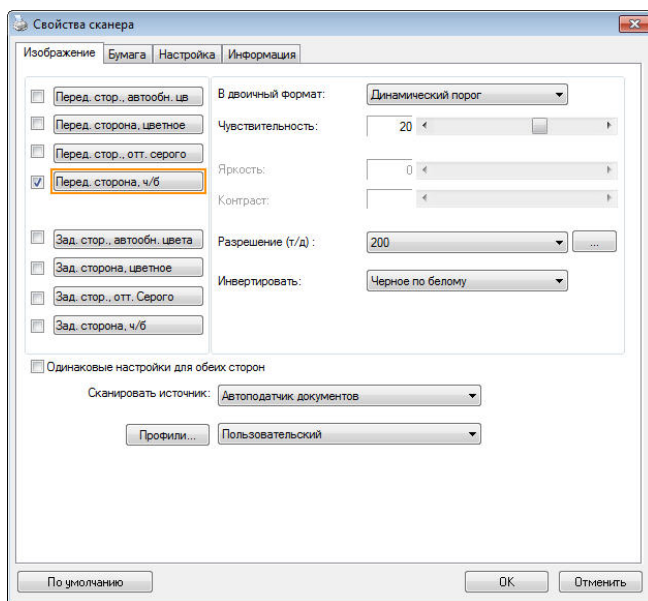 Свойства сканера
Изображение Бумага Настройка Информация
Перед. стор., автообн. цв
Перед. сторона, цветное
Перед. стор., отт. серого
Перед. сторона, ч/б
Зад. стор., автообн. цвета
Зад. сторона, цветное
Зад. стор., отт. Серого
Зад. сторона, ч/б
В двоичный формат: Динамический порог
Чувствительность: 20
Яркость: 0
Контраст:
Разрешение (т/д) : 200 ...
Инвертировать: Черное по белому
Одинаковые настройки для обеих сторон
Сканировать источник: Автоподатчик документов
Профили... Пользовательский
По умолчанию OK Отменить